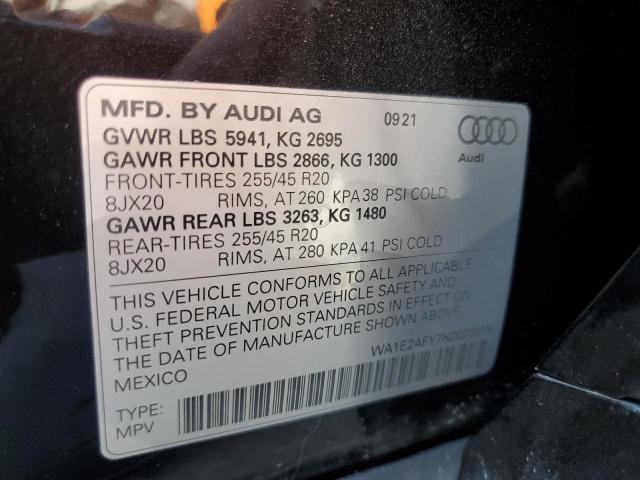 MFD. BY AUDI AG 0921
GVWR LBS 5941, KG 2695
GAWR FRONT LBS 2866, KG 1300
Audi
FRONT-TIRES 255/45 R20
8JX20 RIMS, AT 260 KPA 38 PSI COLD
GAWR REAR LBS 3263, KG 1480
REAR-TIRES 255/45 R20
8JX20 RIMS, AT 280 KPA 41 PSI COLD
THIS VEHICLE CONFORMS TO ALL APPLICABLE
U.S. FEDERAL MOTOR VEHICLE SAFETY AND
THEFT PREVENTION STANDARDS IN EFFECT ON
THE DATE OF MANUFACTURE SHOWN ABOVE.
MEXICO
TYPE:
MPV